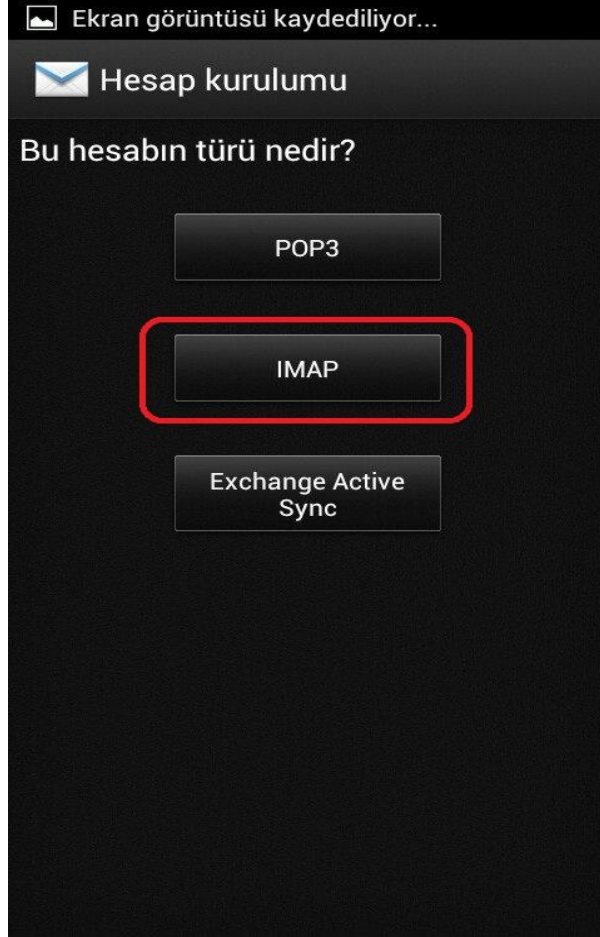 Ekran görüntüsü kaydediliyor...
Hesap kurulumu
Bu hesabın türü nedir?
POP3
IMAP
Exchange Active
Sync